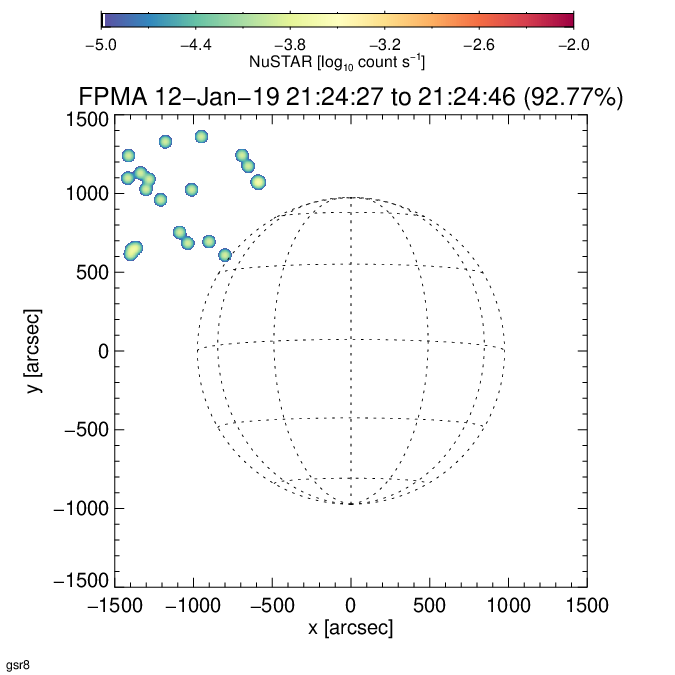 −5.0 −4.4 −3.8 −3.2 −2.6 −2.0
NuSTAR [log₁₀ count s⁻¹]
FPMA 12−Jan−19 21:24:27 to 21:24:46 (92.77%)
1500
1000
500
0
−500
−1000
−1500
y [arcsec]
−1500 −1000 −500 0 500 1000 1500
x [arcsec]
gsr8